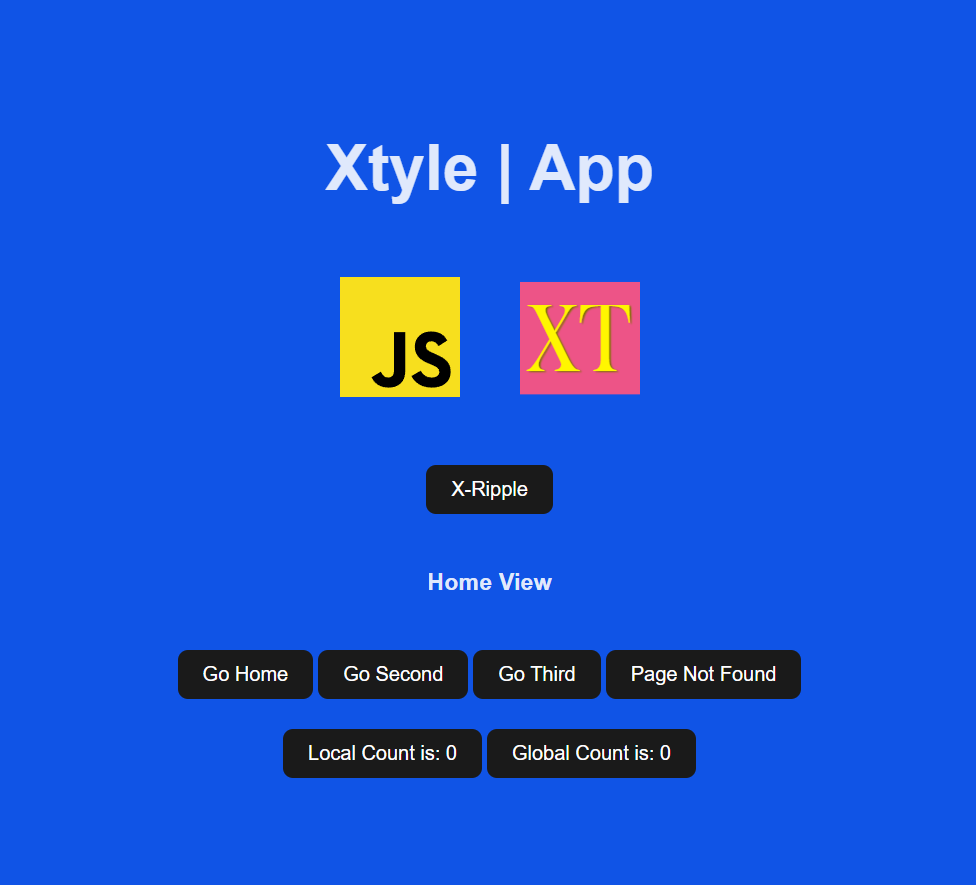 Xtyle | App
JS XT
X-Ripple
Home View
Go Home Go Second Go Third Page Not Found
Local Count is: 0 Global Count is: 0